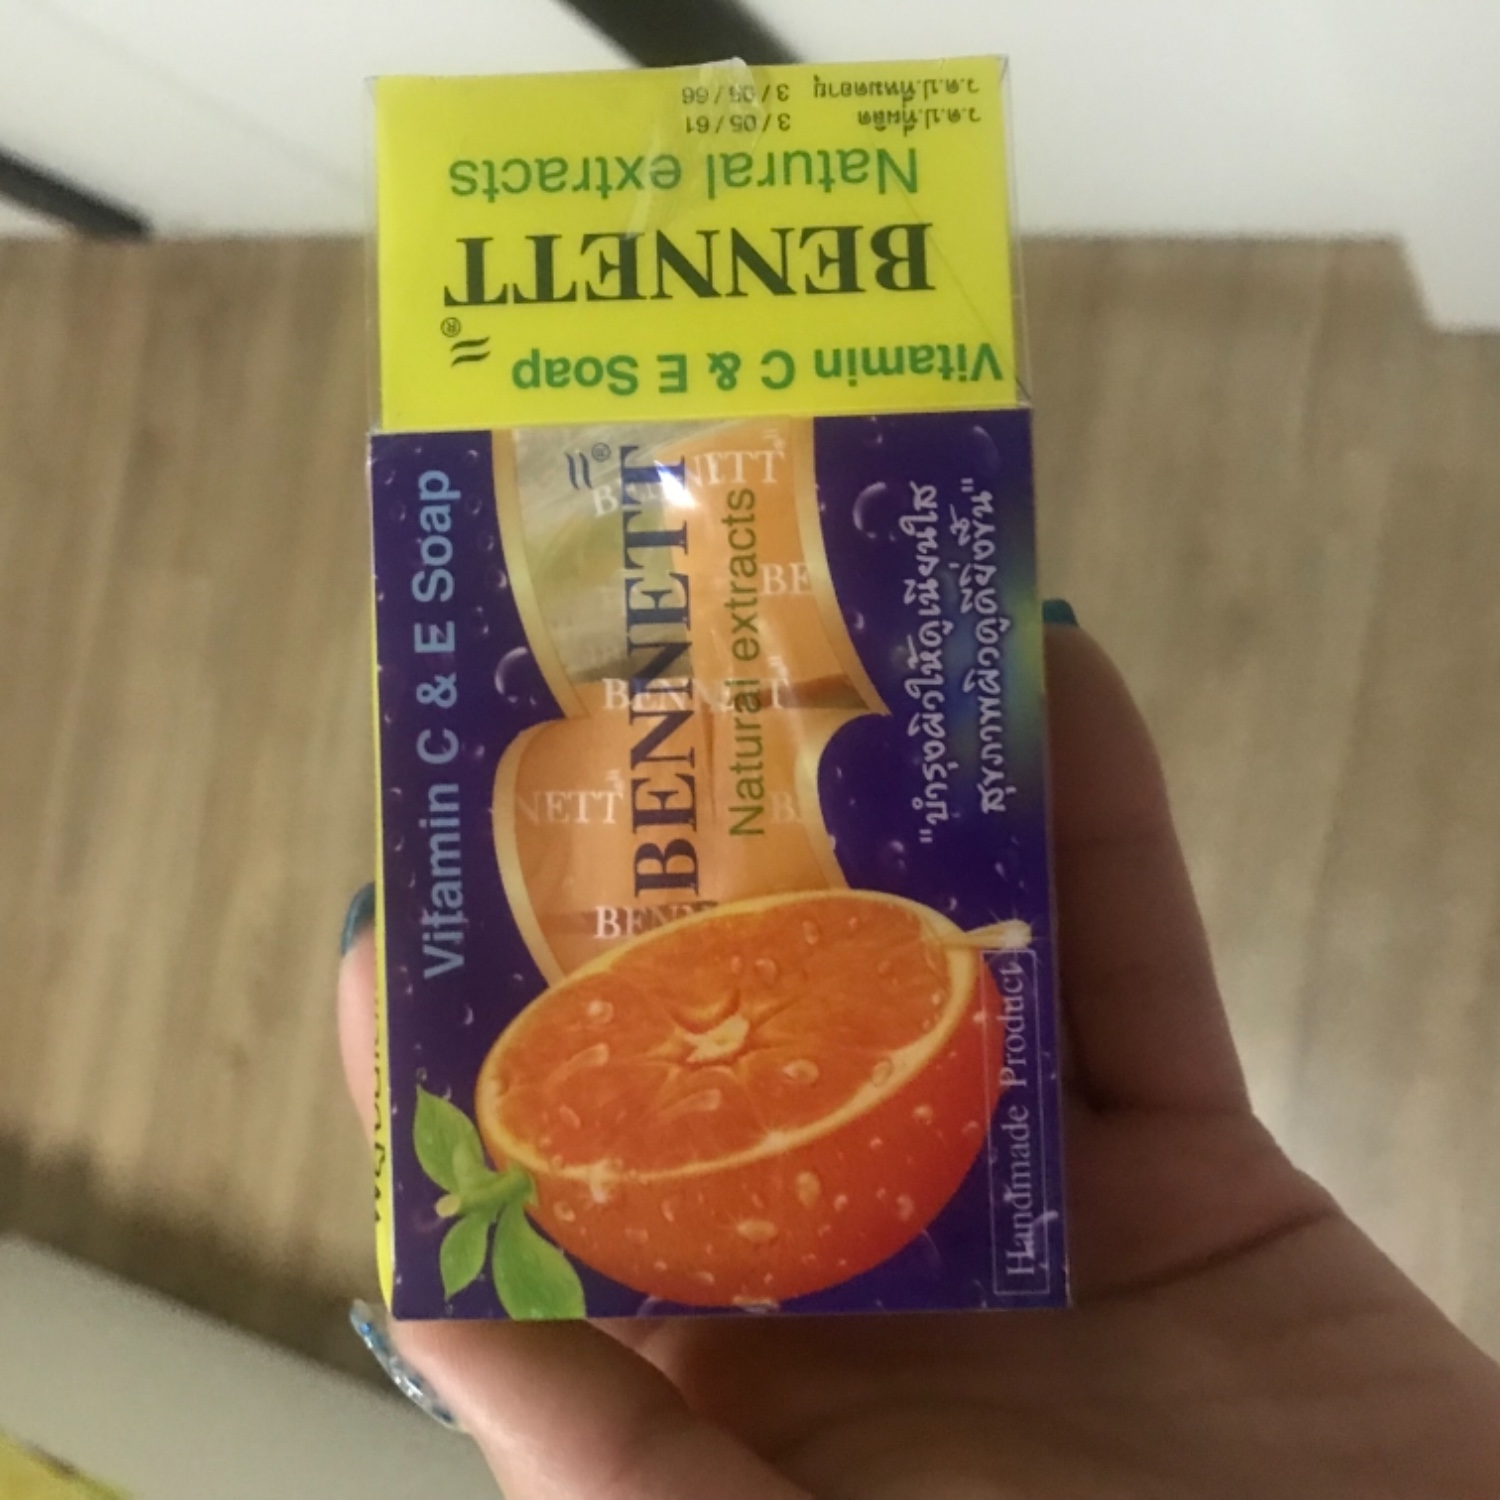 Vitamin C & E Soap
BENNETT
®
Natural extracts
ว.ด.ป.ที่ผลิต 3 / 05 / 61
ว.ด.ป.ที่หมดอายุ 3 / 05 / 66
Vitamin C & E Soap
BENNETT
®
Natural extracts
"บำรุงผิวให้ดูเนียนใส
สุขภาพผิวดูดียิ่งขึ้น"
Handmade Product
BENNETT
BENNETT